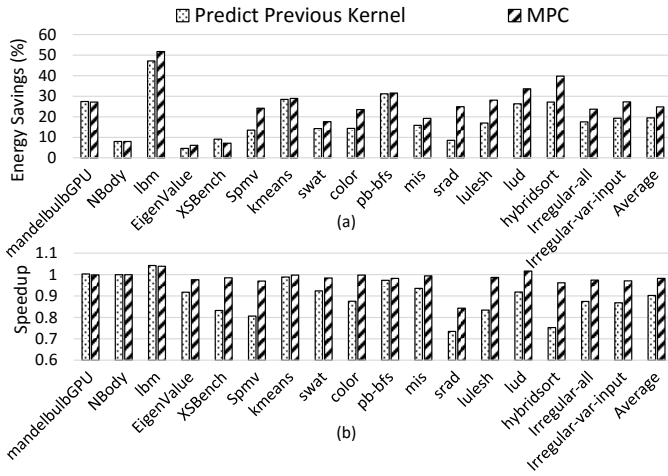 Predict Previous Kernel MPC
Energy Savings (%)
60
50
40
30
20
10
0
mandelbulbGPU
NBody
lbm
EigenValue
XSBench
Spmv
kmeans
swat
color
pb-bfs
mis
srad
lulesh
lud
hybridsort
Irregular-all
Irregular-var-input
Average
(a)
Speedup
1.1
1
0.9
0.8
0.7
0.6
mandelbulbGPU
NBody
lbm
EigenValue
XSBench
Spmv
kmeans
swat
color
pb-bfs
mis
srad
lulesh
lud
hybridsort
Irregular-all
Irregular-var-input
Average
(b)